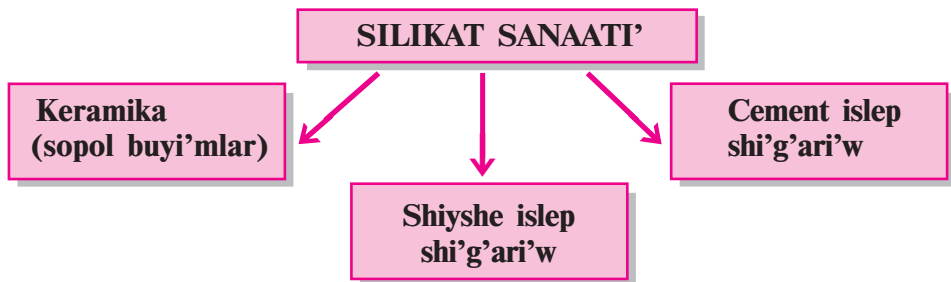 SILIKAT SANAATI’
Keramika
(sopol buyi’mlar)
Shiyshe islep
shi’g’ari’w
Cement islep
shi’g’ari’w